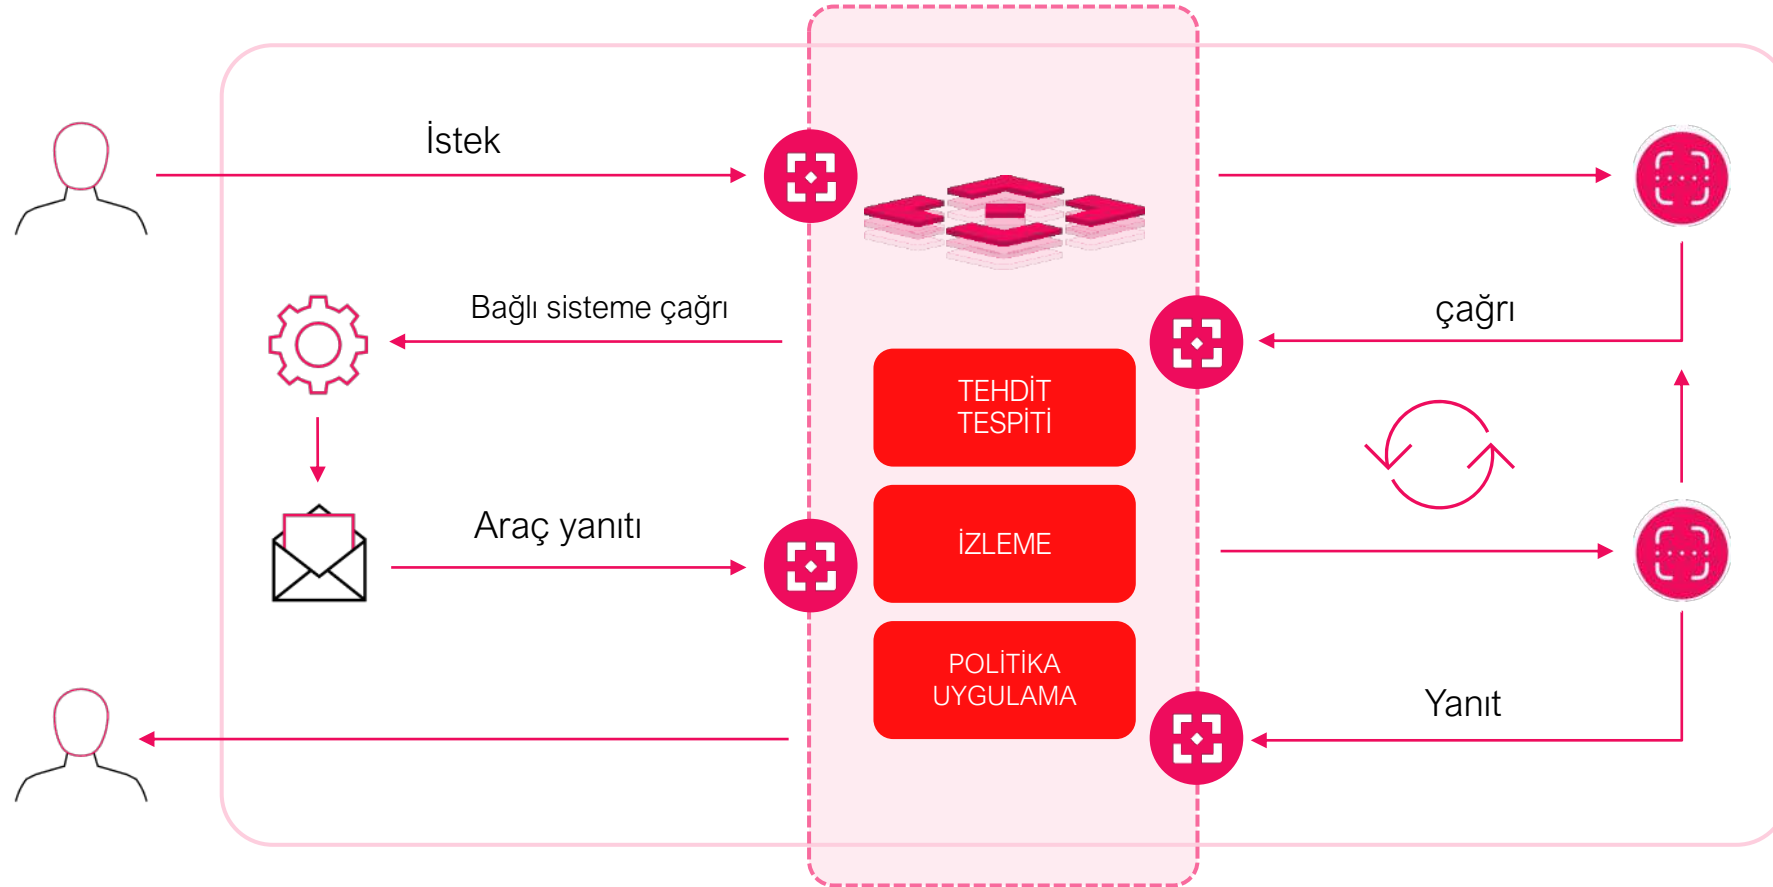 İstek
Bağlı sisteme çağrı
çağrı
TEHDİT
TESPİTİ
Araç yanıtı
İZLEME
POLİTİKA
UYGULAMA
Yanıt